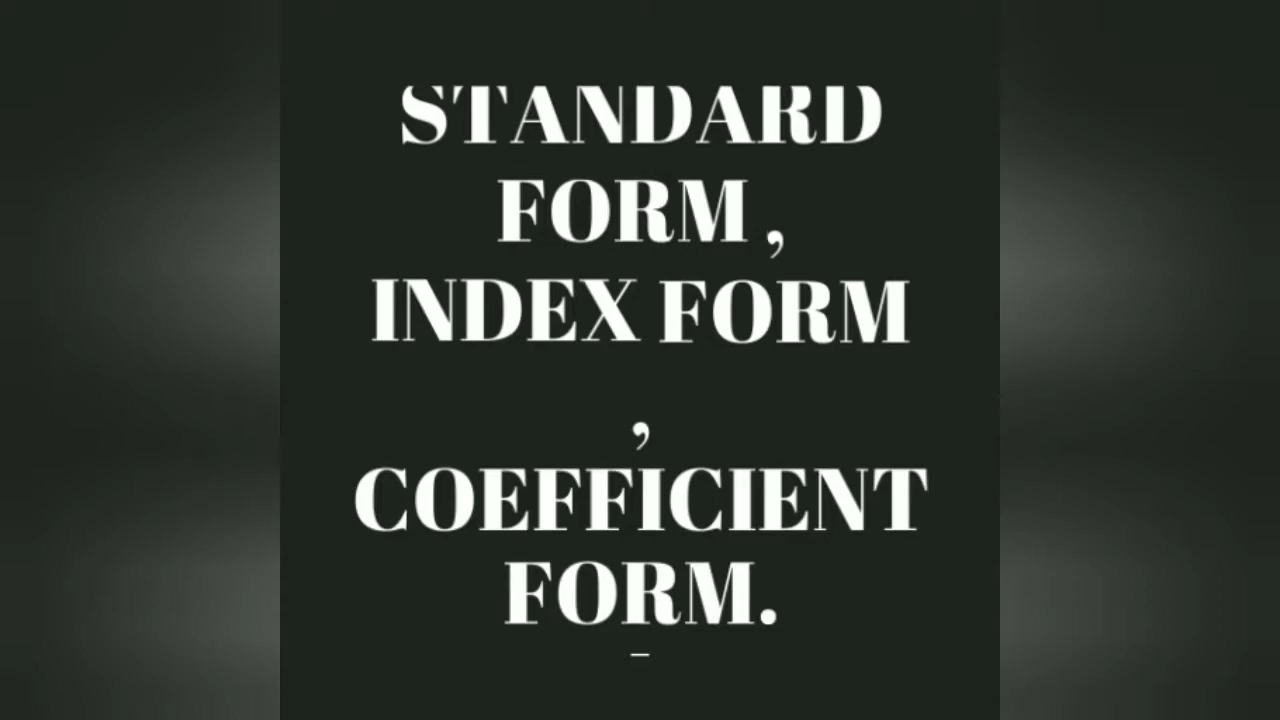 STANDARD
FORM ,
INDEX FORM
,
COEFFICIENT
FORM.
–